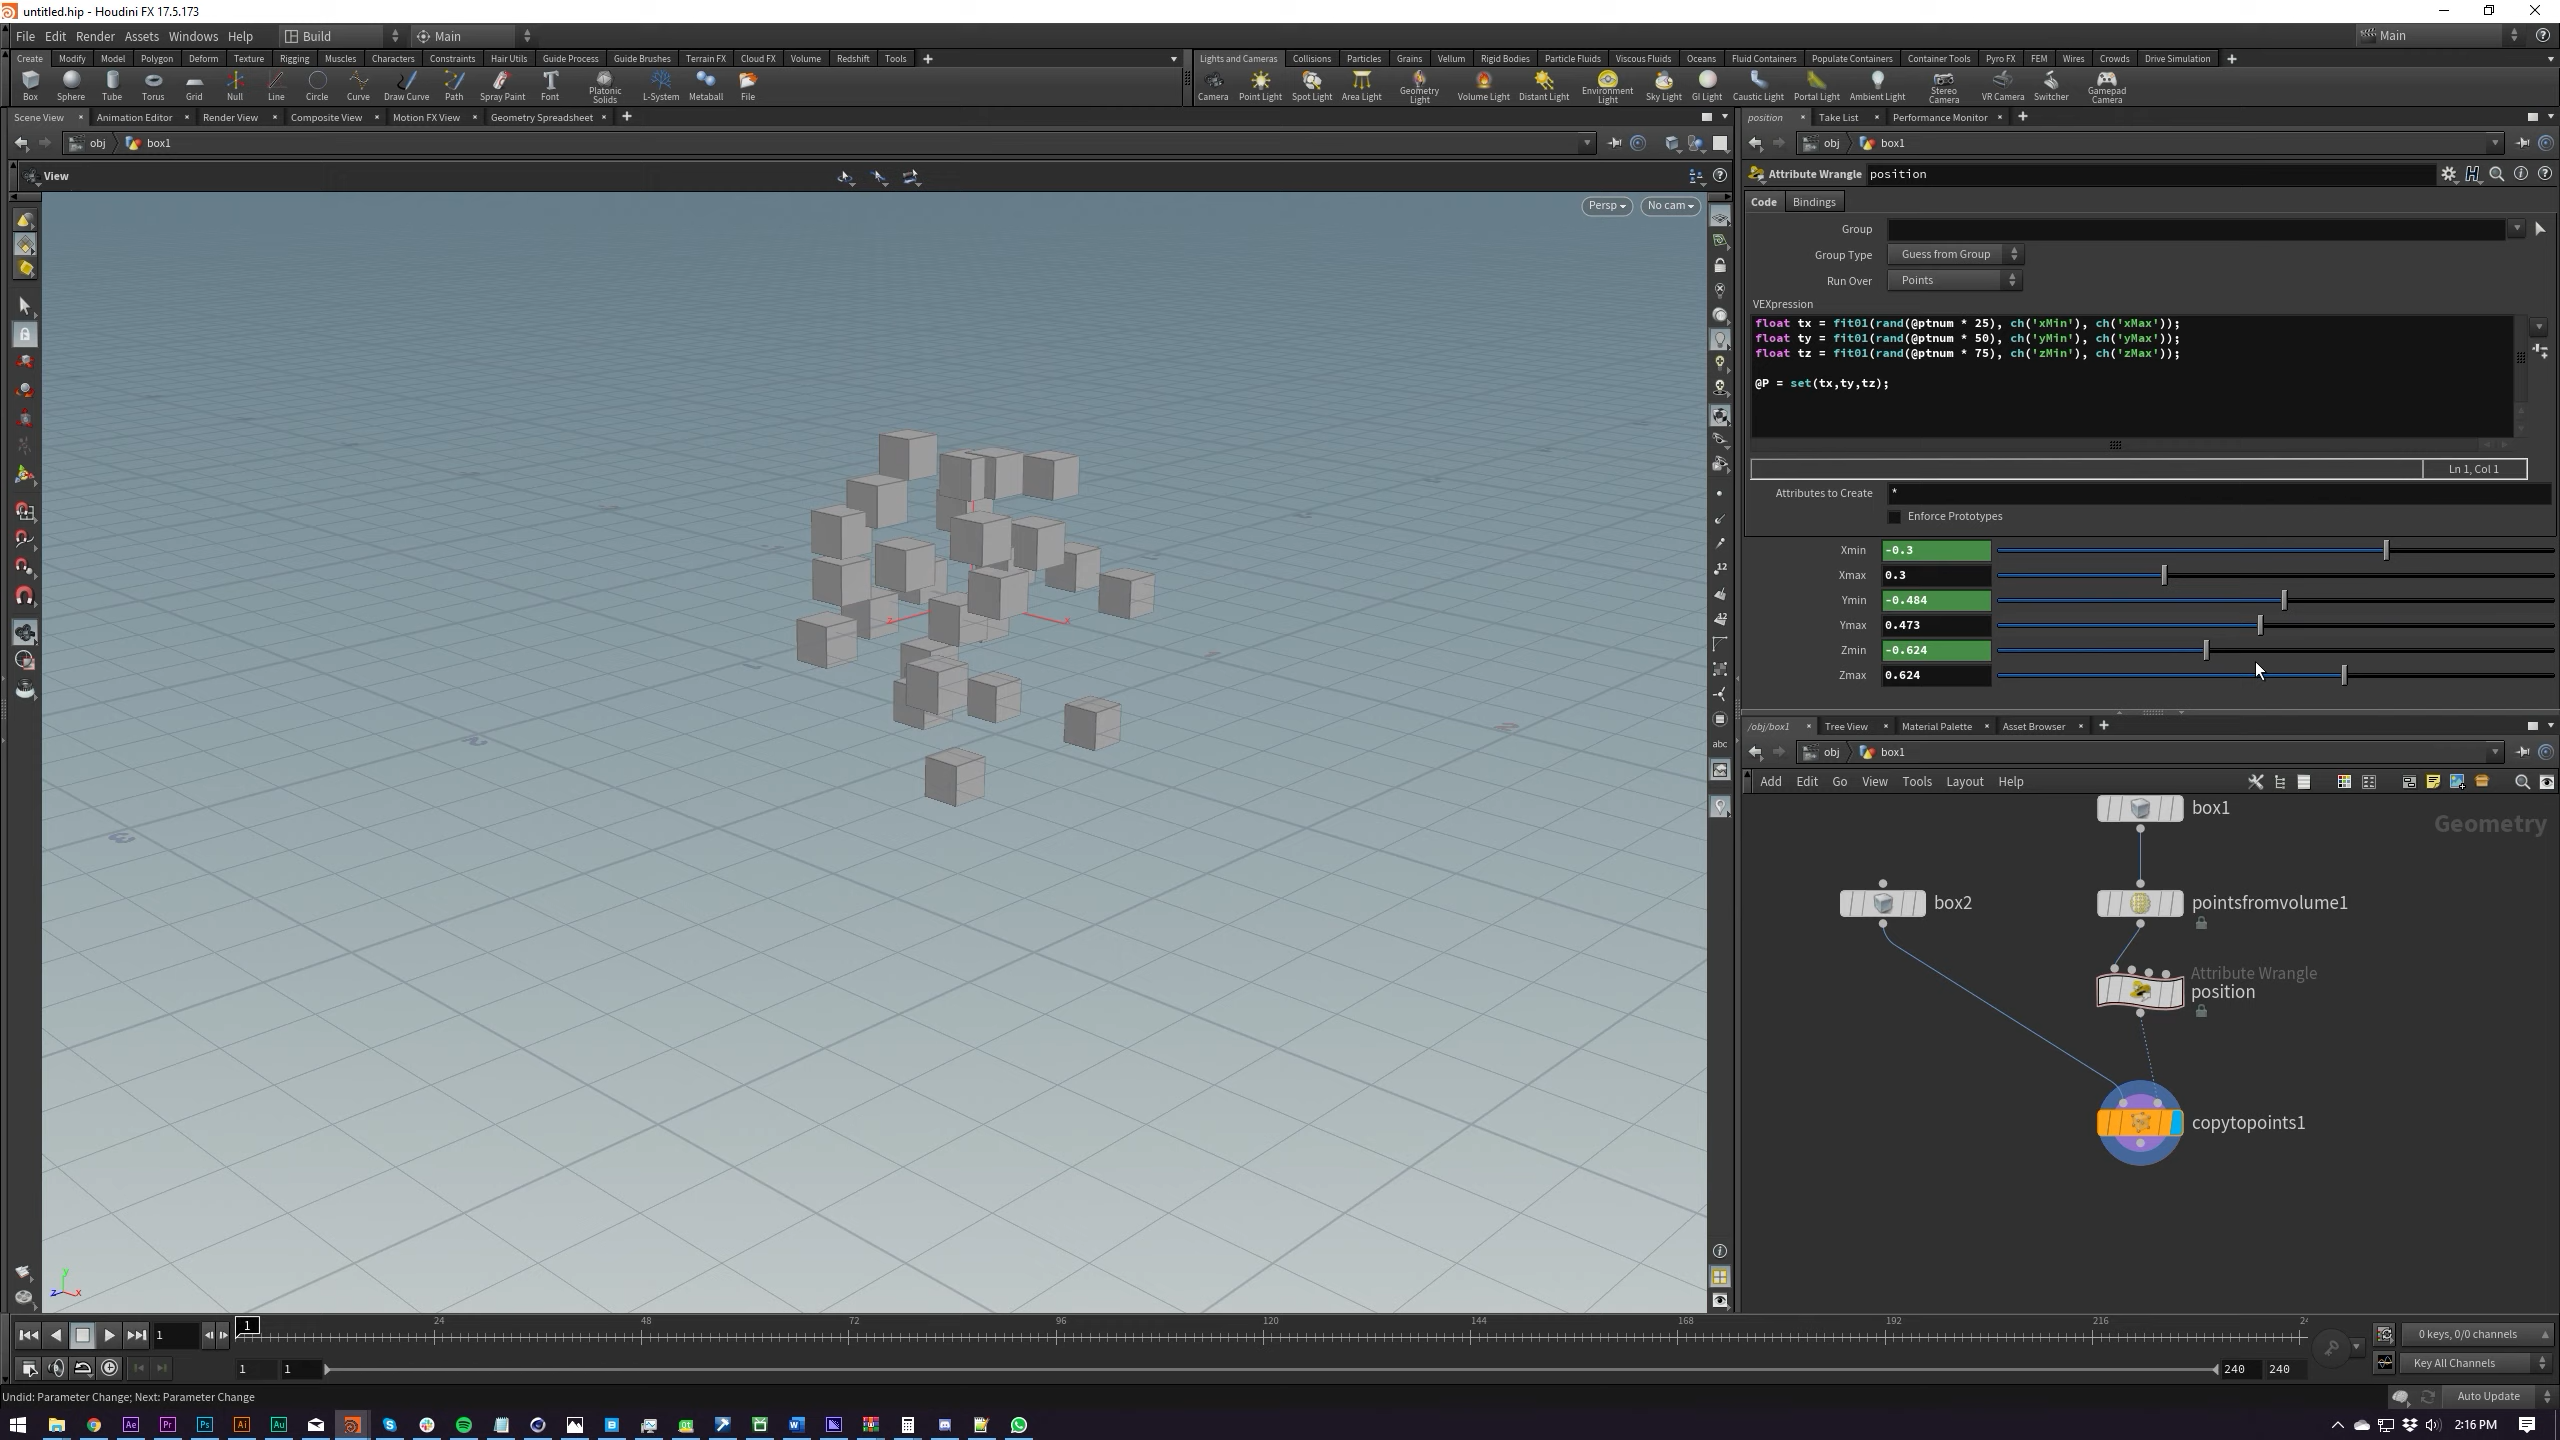 untitled.hip - Houdini FX 17.5.173
File Edit Render Assets Windows Help Build Main Main
Create Modify Model Polygon Deform Texture Rigging Muscles Characters Constraints Hair Utils Guide Process Guide Brushes Terrain FX Cloud FX Volume Redshift Tools
Lights and Cameras Collisions Particles Grains Vellum Rigid Bodies Particle Fluids Viscous Fluids Oceans Fluid Containers Populate Containers Container Tools Pyro FX FEM Wires Crowds Drive Simulation
Box Sphere Tube Torus Grid Null Line Circle Curve Draw Curve Path Spray Paint Font Platonic Solids L-System Metaball File
Camera Point Light Spot Light Area Light Geometry Light Volume Light Distant Light Environment Light Sky Light GI Light Caustic Light Portal Light Ambient Light Stereo Camera VR Camera Switcher Gamepad Camera
Scene View Animation Editor Render View Composite View Motion FX View Geometry Spreadsheet
obj box1
View
Persp No cam
position Take List Performance Monitor
obj box1
Attribute Wrangle position
Code Bindings
Group
Group Type Guess from Group
Run Over Points
VEXpression
float tx = fit01(rand(@ptnum * 25), ch('xMin'), ch('xMax'));
float ty = fit01(rand(@ptnum * 50), ch('yMin'), ch('yMax'));
float tz = fit01(rand(@ptnum * 75), ch('zMin'), ch('zMax'));
@P = set(tx,ty,tz);
Ln 1, Col 1
Attributes to Create *
Enforce Prototypes
Xmin -0.3
Xmax 0.3
Ymin -0.484
Ymax 0.473
Zmin -0.624
Zmax 0.624
/obj/box1 Tree View Material Palette Asset Browser
obj box1
Add Edit Go View Tools Layout Help
Geometry
box1
box2
pointsfromvolume1
Attribute Wrangle
position
copytopoints1
z x
y
z x
12
12
abc
1 1 24 48 72 96 120 144 168 192 216
1 1 240 240
0 keys, 0/0 channels
Key All Channels
Undid: Parameter Change; Next: Parameter Change
Auto Update
2:16 PM